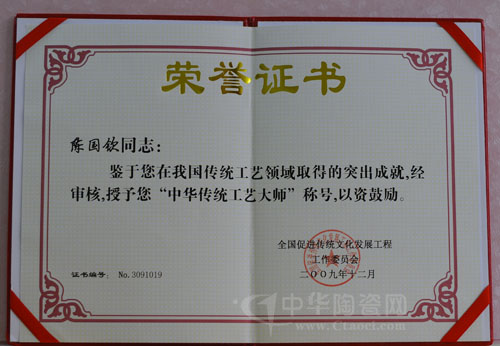 荣誉证书
陈国钦同志：
鉴于您在我国传统工艺领域取得的突出成就,经
审核,授予您“中华传统工艺大师”称号,以资鼓励。
全国促进传统文化发展工程
工作委员会
二〇〇九年十二月
证书编号： No.3091019
中华陶瓷网
www.Ctaoci.com